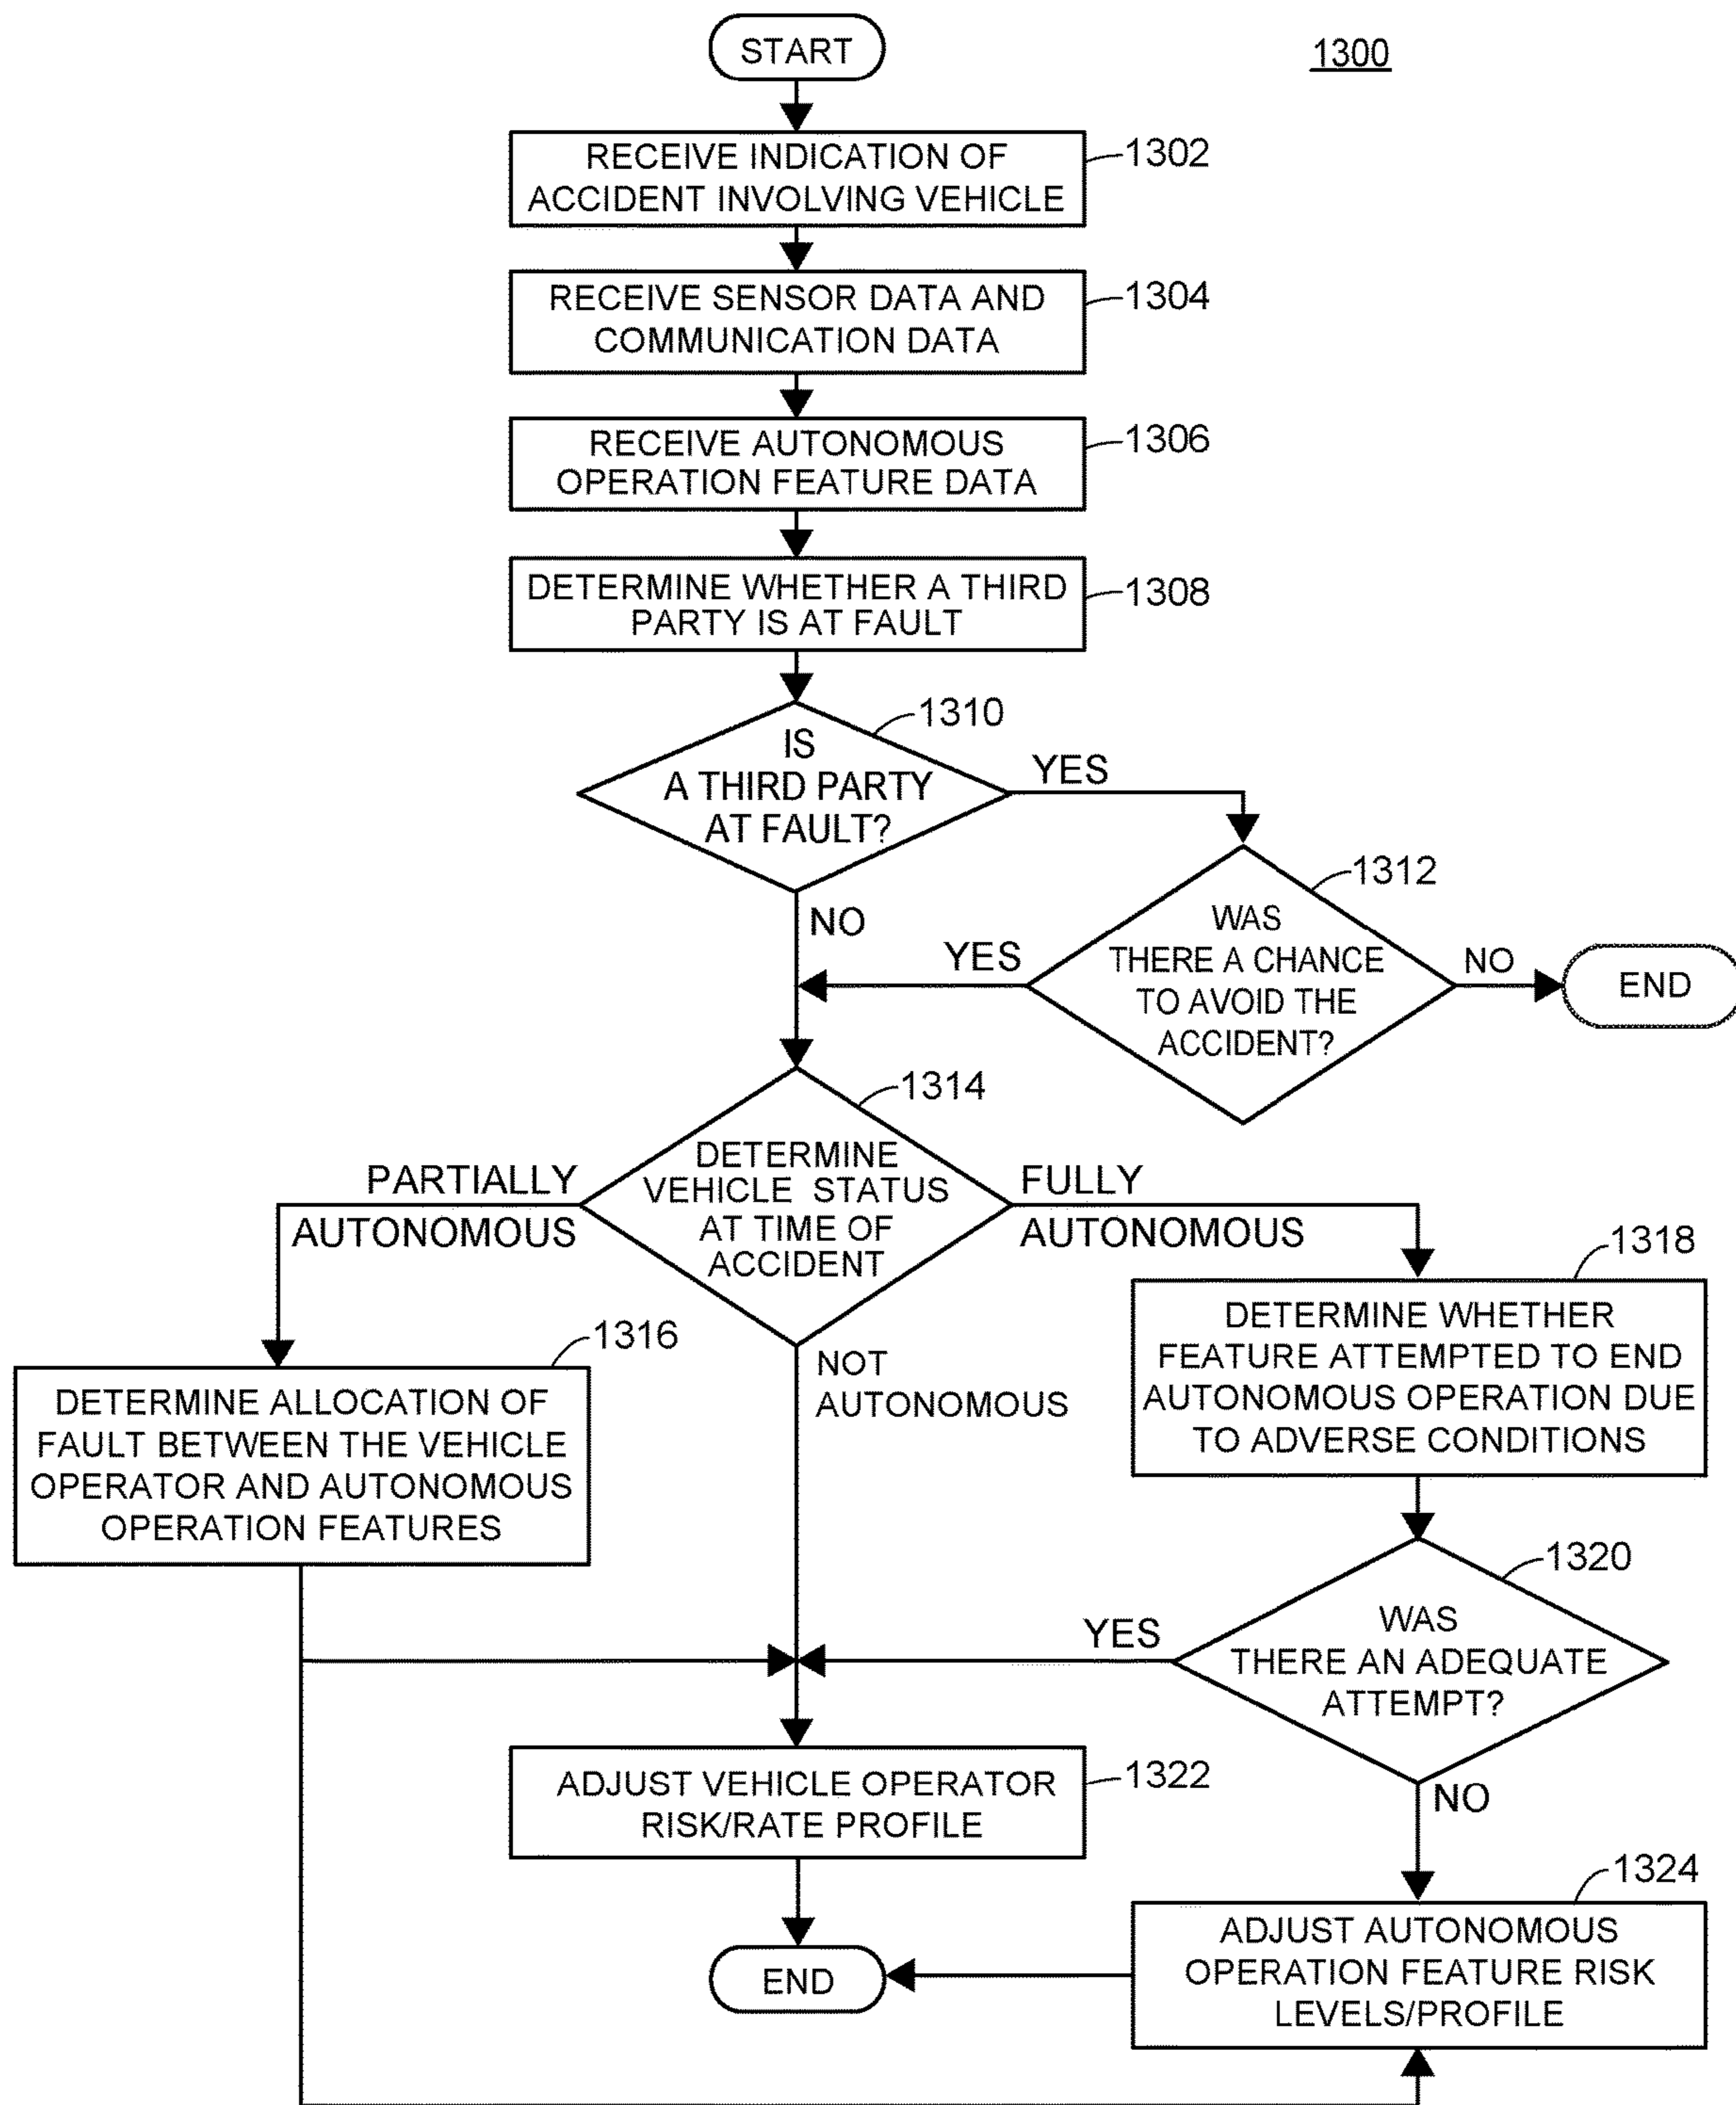 START
1300
RECEIVE INDICATION OF
ACCIDENT INVOLVING VEHICLE
1302
RECEIVE SENSOR DATA AND
COMMUNICATION DATA
1304
RECEIVE AUTONOMOUS
OPERATION FEATURE DATA
1306
DETERMINE WHETHER A THIRD
PARTY IS AT FAULT
1308
1310
IS
A THIRD PARTY
AT FAULT?
YES
NO
1312
WAS
THERE A CHANCE
TO AVOID THE
ACCIDENT?
YES
NO
END
1314
DETERMINE
VEHICLE STATUS
AT TIME OF
ACCIDENT
PARTIALLY
AUTONOMOUS
FULLY
AUTONOMOUS
NOT
AUTONOMOUS
1316
DETERMINE ALLOCATION OF
FAULT BETWEEN THE VEHICLE
OPERATOR AND AUTONOMOUS
OPERATION FEATURES
1318
DETERMINE WHETHER
FEATURE ATTEMPTED TO END
AUTONOMOUS OPERATION DUE
TO ADVERSE CONDITIONS
1320
WAS
THERE AN ADEQUATE
ATTEMPT?
YES
NO
ADJUST VEHICLE OPERATOR
RISK/RATE PROFILE
1322
1324
ADJUST AUTONOMOUS
OPERATION FEATURE RISK
LEVELS/PROFILE
END